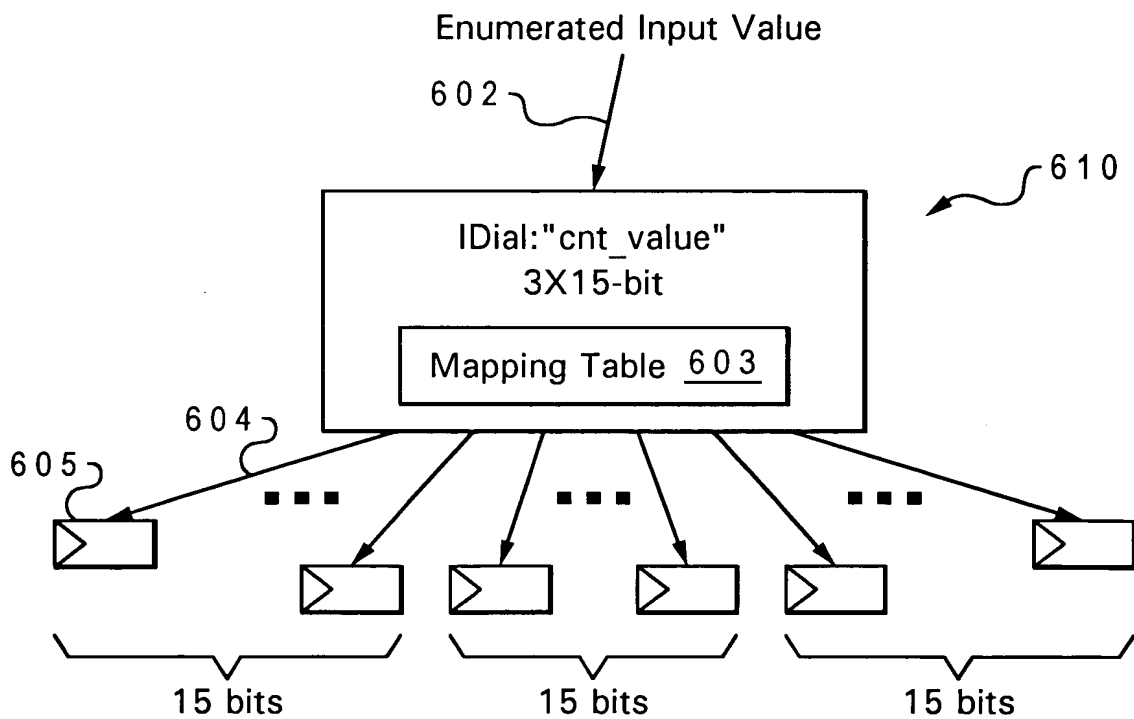 Enumerated Input Value
602
610
IDial:"cnt_value"
3X15-bit
Mapping Table 603
604
605
15 bits
15 bits
15 bits